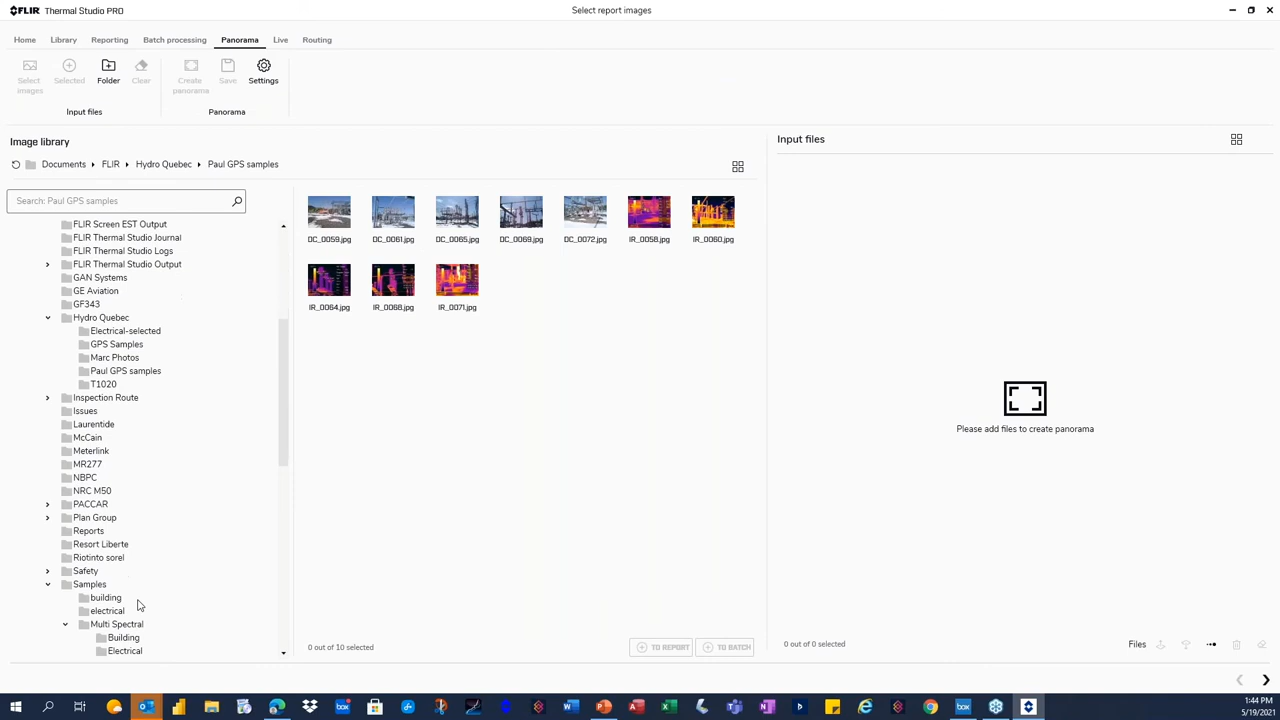 FLIR Thermal Studio PRO
Select report images
Home Library Reporting Batch processing Panorama Live Routing
Select images Selected Folder Clear Create panorama Save Settings
Input files Panorama
Image library
Input files
Documents FLIR Hydro Quebec Paul GPS samples
Search: Paul GPS samples
FLIR Screen EST Output
FLIR Thermal Studio Journal
FLIR Thermal Studio Logs
FLIR Thermal Studio Output
GAN Systems
GE Aviation
GF343
Hydro Quebec
Electrical-selected
GPS Samples
Marc Photos
Paul GPS samples
T1020
Inspection Route
Issues
Laurentide
McCain
Meterlink
MR277
NBPC
NRC M50
PACCAR
Plan Group
Reports
Resort Liberte
Riotinto sorel
Safety
Samples
building
electrical
Multi Spectral
Building
Electrical
DC_0059.jpg DC_0061.jpg DC_0065.jpg DC_0069.jpg DC_0072.jpg IR_0058.jpg IR_0060.jpg
IR_0064.jpg IR_0068.jpg IR_0071.jpg
Please add files to create panorama
0 out of 10 selected
TO REPORT TO BATCH
0 out of 0 selected
Files
1:44 PM
5/19/2021